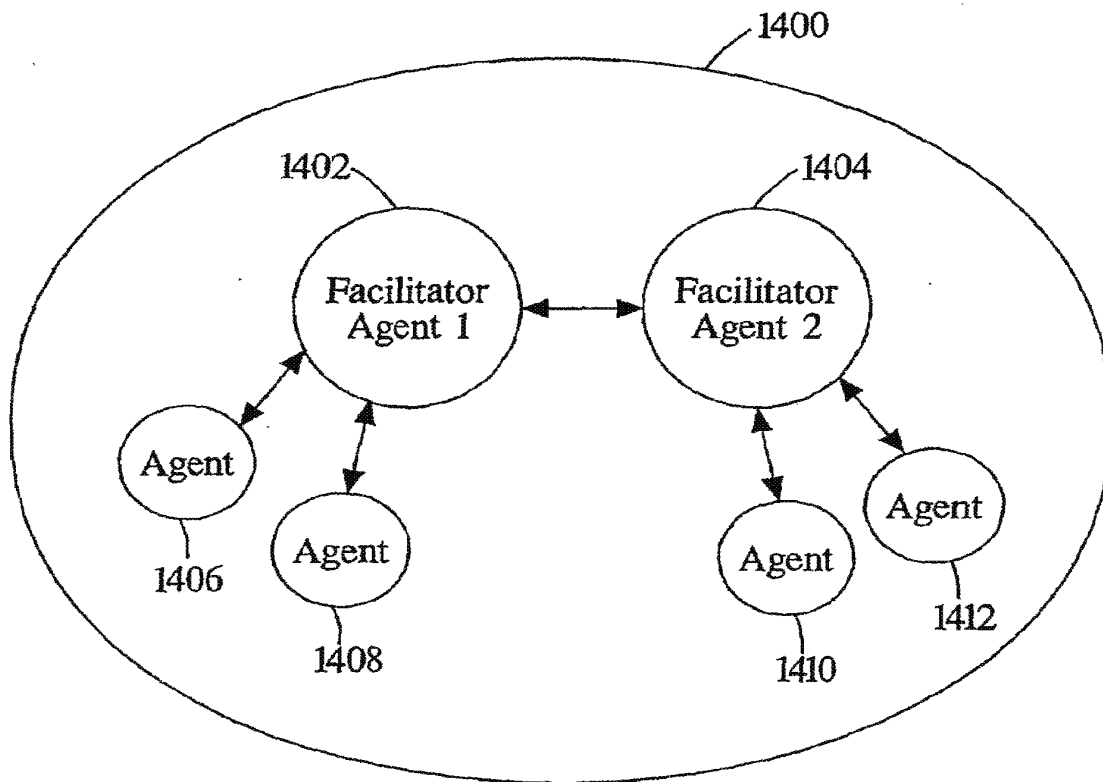 1400
1402
1404
Facilitator
Agent 1
Facilitator
Agent 2
Agent
Agent
Agent
Agent
1406
1408
1410
1412